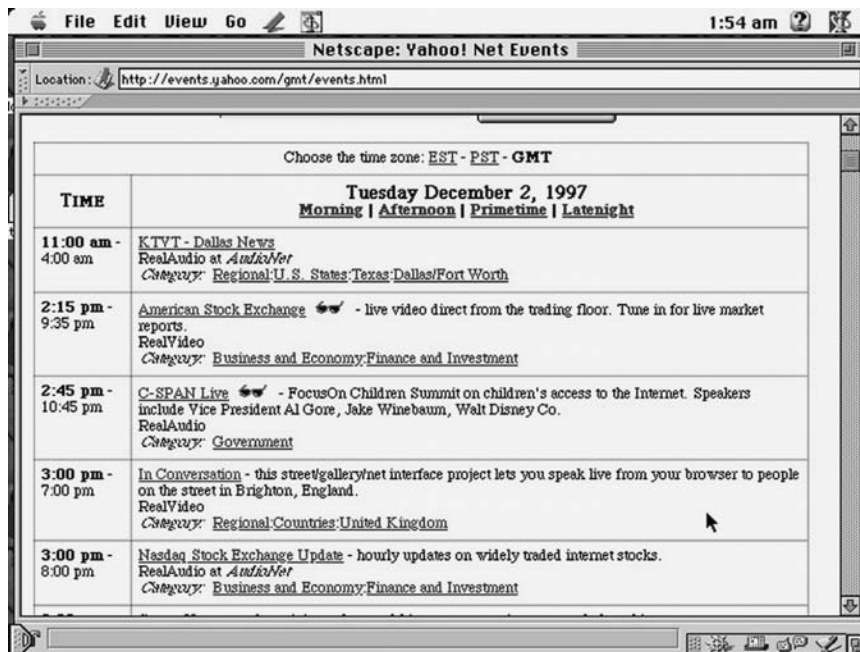 File Edit View Go 1:54 am
Netscape: Yahoo! Net Events
Location: http://events.yahoo.com/gmt/events.html
Choose the time zone: EST - PST - GMT
TIME
Tuesday December 2, 1997
Morning | Afternoon | Primetime | Latenight
11:00 am -
4:00 am
KTVT - Dallas News
RealAudio at AudioNet
Category: Regional:U.S. States:Texas:Dallas/Fort Worth
2:15 pm -
9:35 pm
American Stock Exchange - live video direct from the trading floor. Tune in for live market
reports.
RealVideo
Category: Business and Economy:Finance and Investment
2:45 pm -
10:45 pm
C-SPAN Live - FocusOn Children Summit on children's access to the Internet. Speakers
include Vice President Al Gore, Jake Winebaum, Walt Disney Co.
RealAudio
Category: Government
3:00 pm -
7:00 pm
In Conversation - this street/gallery/net interface project lets you speak live from your browser to people
on the street in Brighton, England.
RealVideo
Category: Regional:Countries:United Kingdom
3:00 pm -
8:00 pm
Nasdaq Stock Exchange Update - hourly updates on widely traded internet stocks.
RealAudio at AudioNet
Category: Business and Economy:Finance and Investment